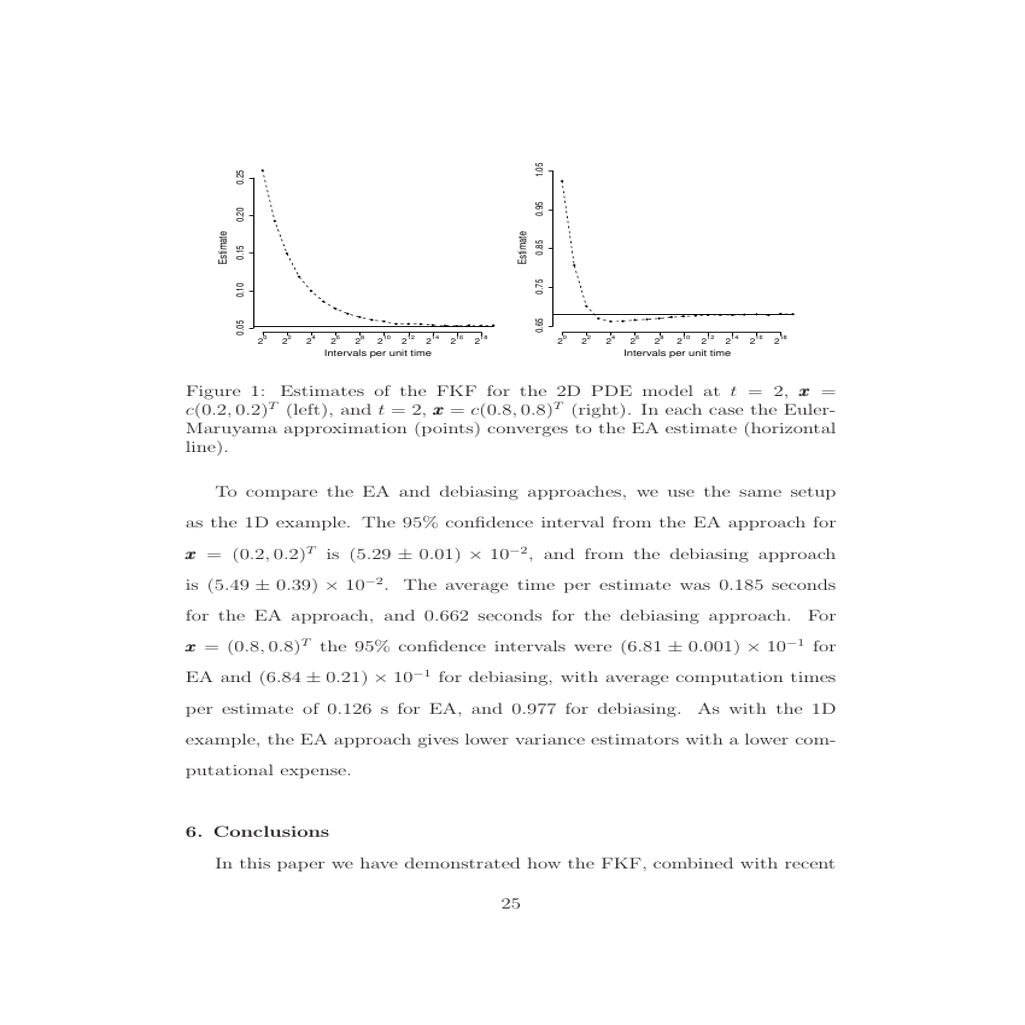 0.25
0.20
0.15
0.10
0.05
Estimate
2^0 2^2 2^4 2^6 2^8 2^10 2^12 2^14 2^16 2^18
Intervals per unit time
1.05
0.95
0.85
0.75
0.65
Estimate
2^0 2^2 2^4 2^6 2^8 2^10 2^12 2^14 2^16 2^18
Intervals per unit time
Figure 1: Estimates of the FKF for the 2D PDE model at t = 2, x =
c(0.2, 0.2)^T (left), and t = 2, x = c(0.8, 0.8)^T (right). In each case the Euler-
Maruyama approximation (points) converges to the EA estimate (horizontal
line).
To compare the EA and debiasing approaches, we use the same setup
as the 1D example. The 95% confidence interval from the EA approach for
x = (0.2, 0.2)^T is (5.29 ± 0.01) × 10^−2, and from the debiasing approach
is (5.49 ± 0.39) × 10^−2. The average time per estimate was 0.185 seconds
for the EA approach, and 0.662 seconds for the debiasing approach. For
x = (0.8, 0.8)^T the 95% confidence intervals were (6.81 ± 0.001) × 10^−1 for
EA and (6.84 ± 0.21) × 10^−1 for debiasing, with average computation times
per estimate of 0.126 s for EA, and 0.977 for debiasing. As with the 1D
example, the EA approach gives lower variance estimators with a lower com-
putational expense.
6. Conclusions
In this paper we have demonstrated how the FKF, combined with recent
25